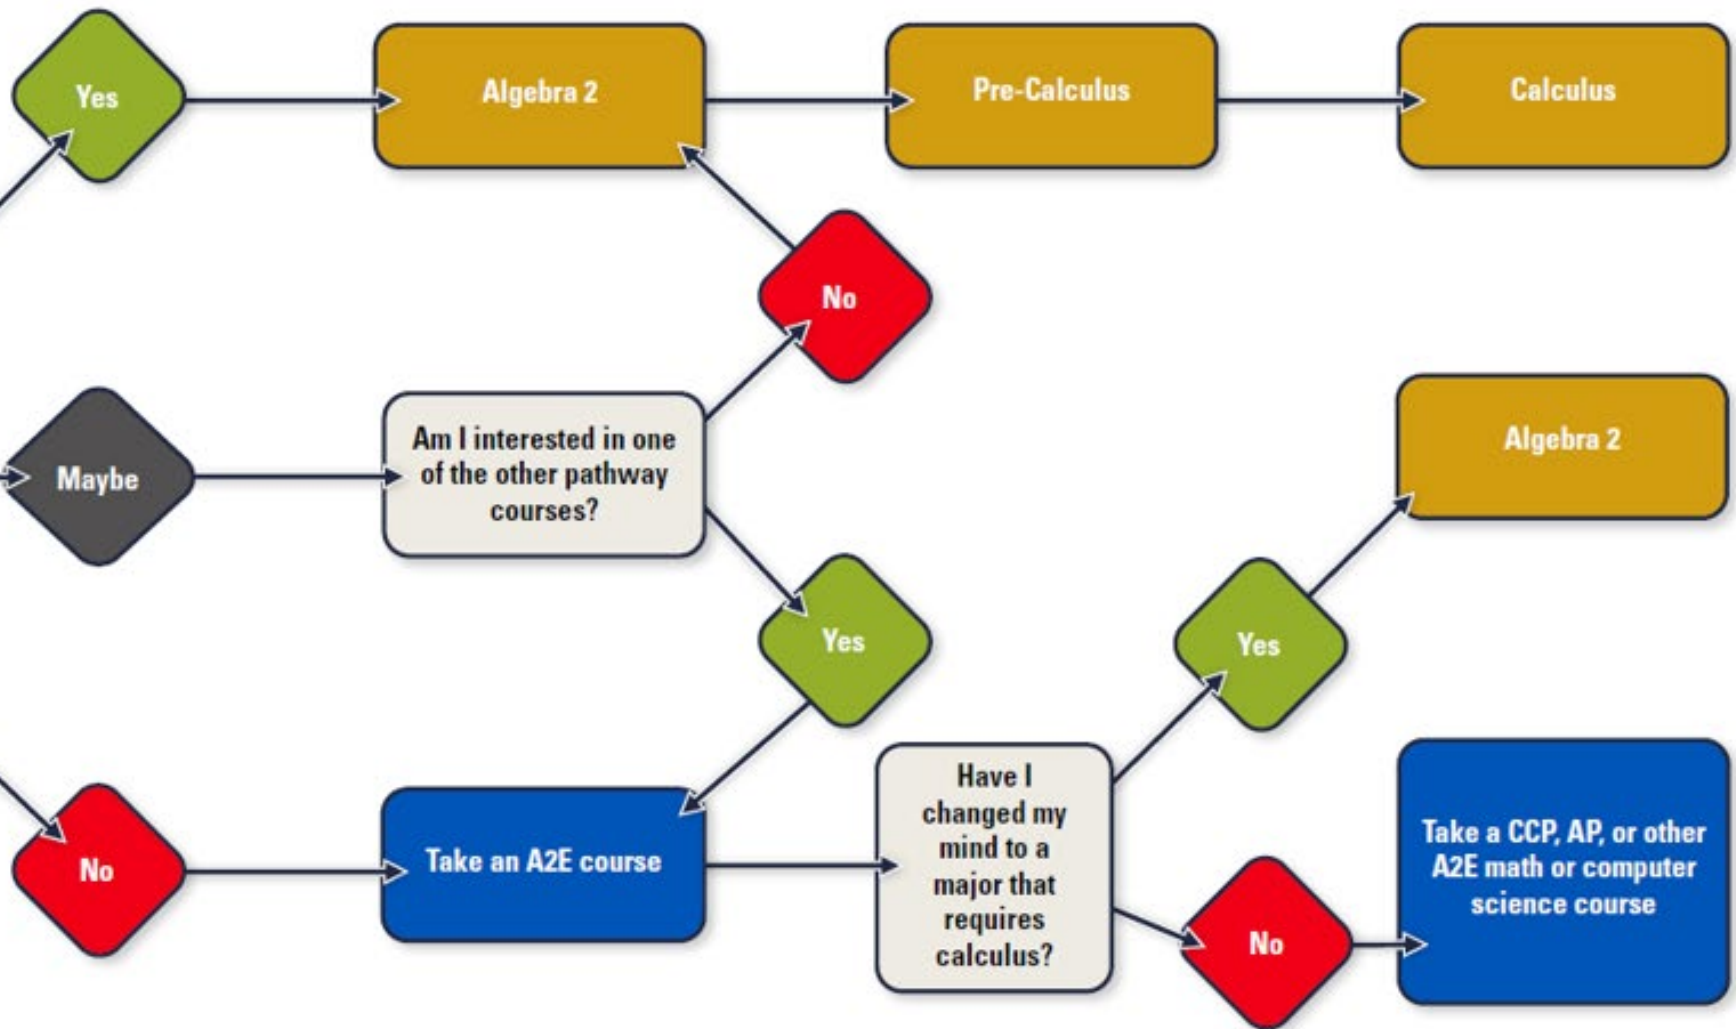 Yes
Algebra 2
Pre-Calculus
Calculus
No
Maybe
Am I interested in one
of the other pathway
courses?
Algebra 2
Yes
Yes
No
Take an A2E course
Have I
changed my
mind to a
major that
requires
calculus?
No
Take a CCP, AP, or other
A2E math or computer
science course